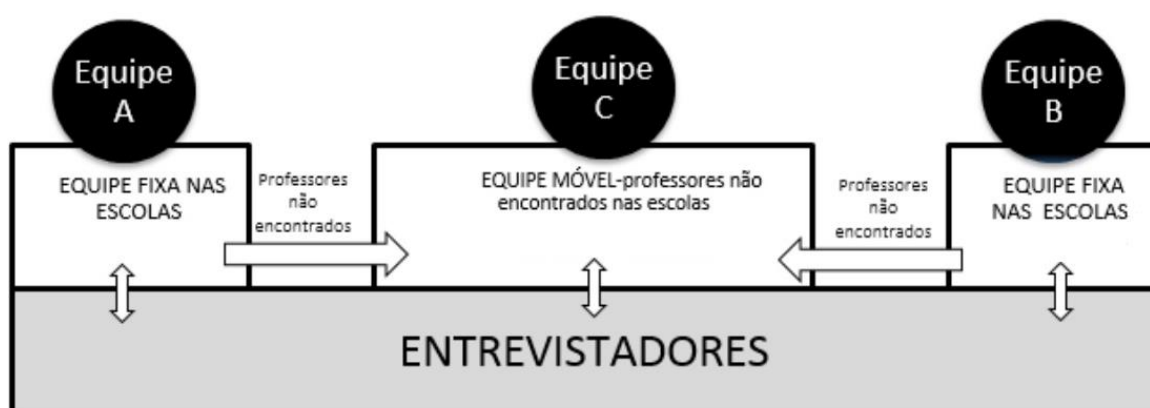 Equipe
A
EQUIPE FIXA NAS
ESCOLAS
Professores
não
encontrados
Equipe
C
EQUIPE MÓVEL-professores não
encontrados nas escolas
Professores
não
encontrados
Equipe
B
EQUIPE FIXA
NAS ESCOLAS
ENTREVISTADORES